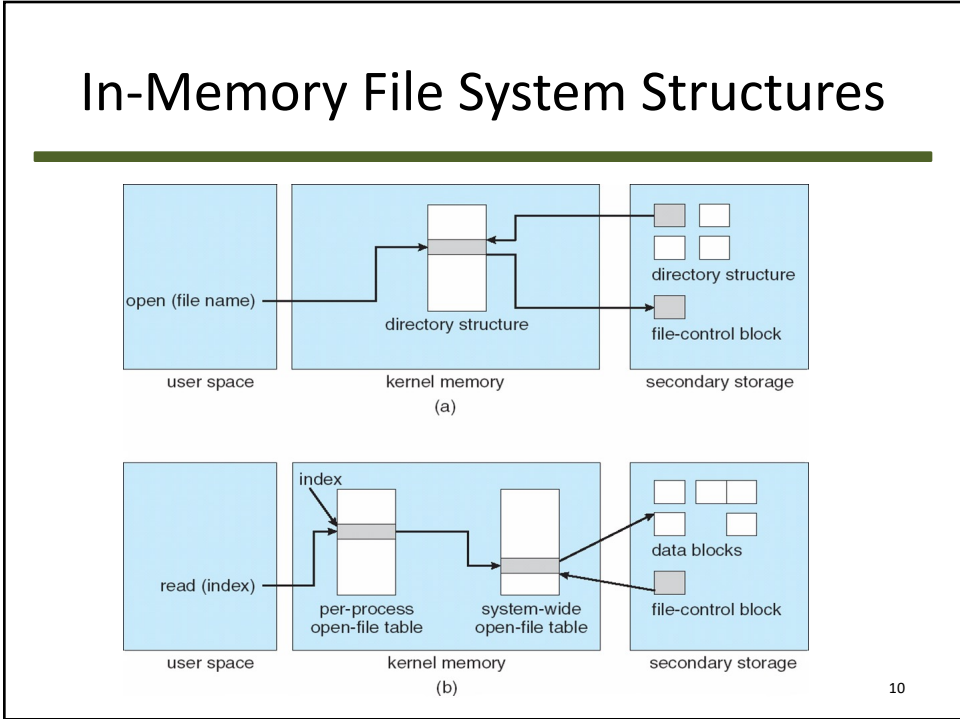 In-Memory File System Structures
open (file name)
directory structure
directory structure
file-control block
user space
kernel memory
secondary storage
(a)
index
read (index)
per-process
open-file table
system-wide
open-file table
data blocks
file-control block
user space
kernel memory
secondary storage
(b)
10